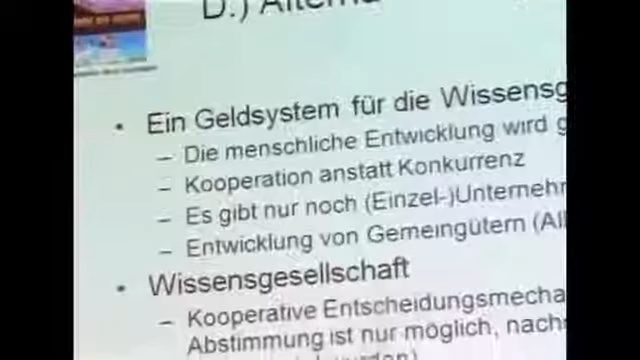 D.) Alterna
• Ein Geldsystem für die Wissensg
– Die menschliche Entwicklung wird g
– Kooperation anstatt Konkurrenz
– Es gibt nur noch (Einzel-)Unternehm
– Entwicklung von Gemeingütern (All
• Wissensgesellschaft
– Kooperative Entscheidungsmecha
Abstimmung ist nur möglich, nach